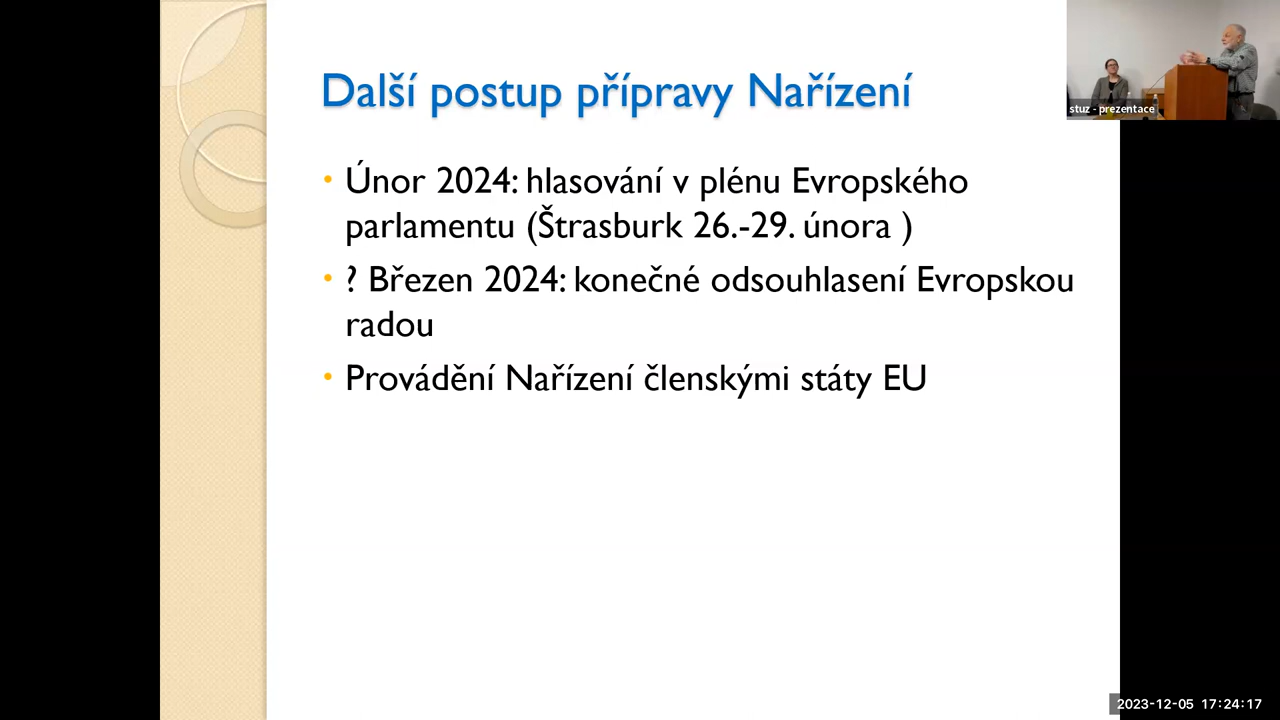 Další postup přípravy Nařízení
• Únor 2024: hlasování v plénu Evropského
parlamentu (Štrasburk 26.-29. února )
• ? Březen 2024: konečné odsouhlasení Evropskou
radou
• Provádění Nařízení členskými státy EU
stuz - prezentace
2023-12-05 17:24:17